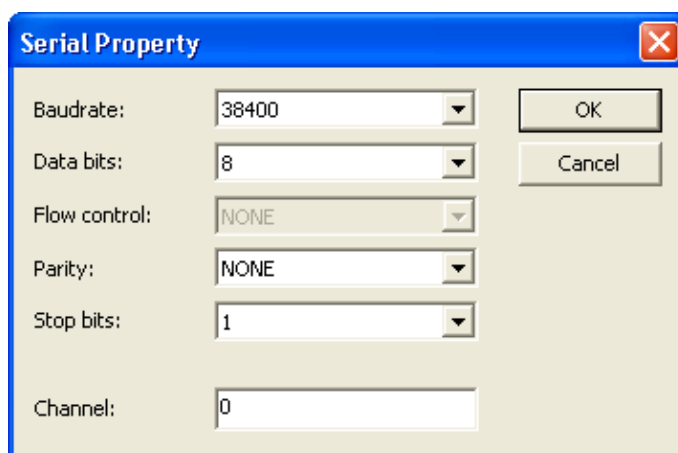 Serial Property
Baudrate: 38400 OK
Data bits: 8 Cancel
Flow control: NONE
Parity: NONE
Stop bits: 1
Channel: 0